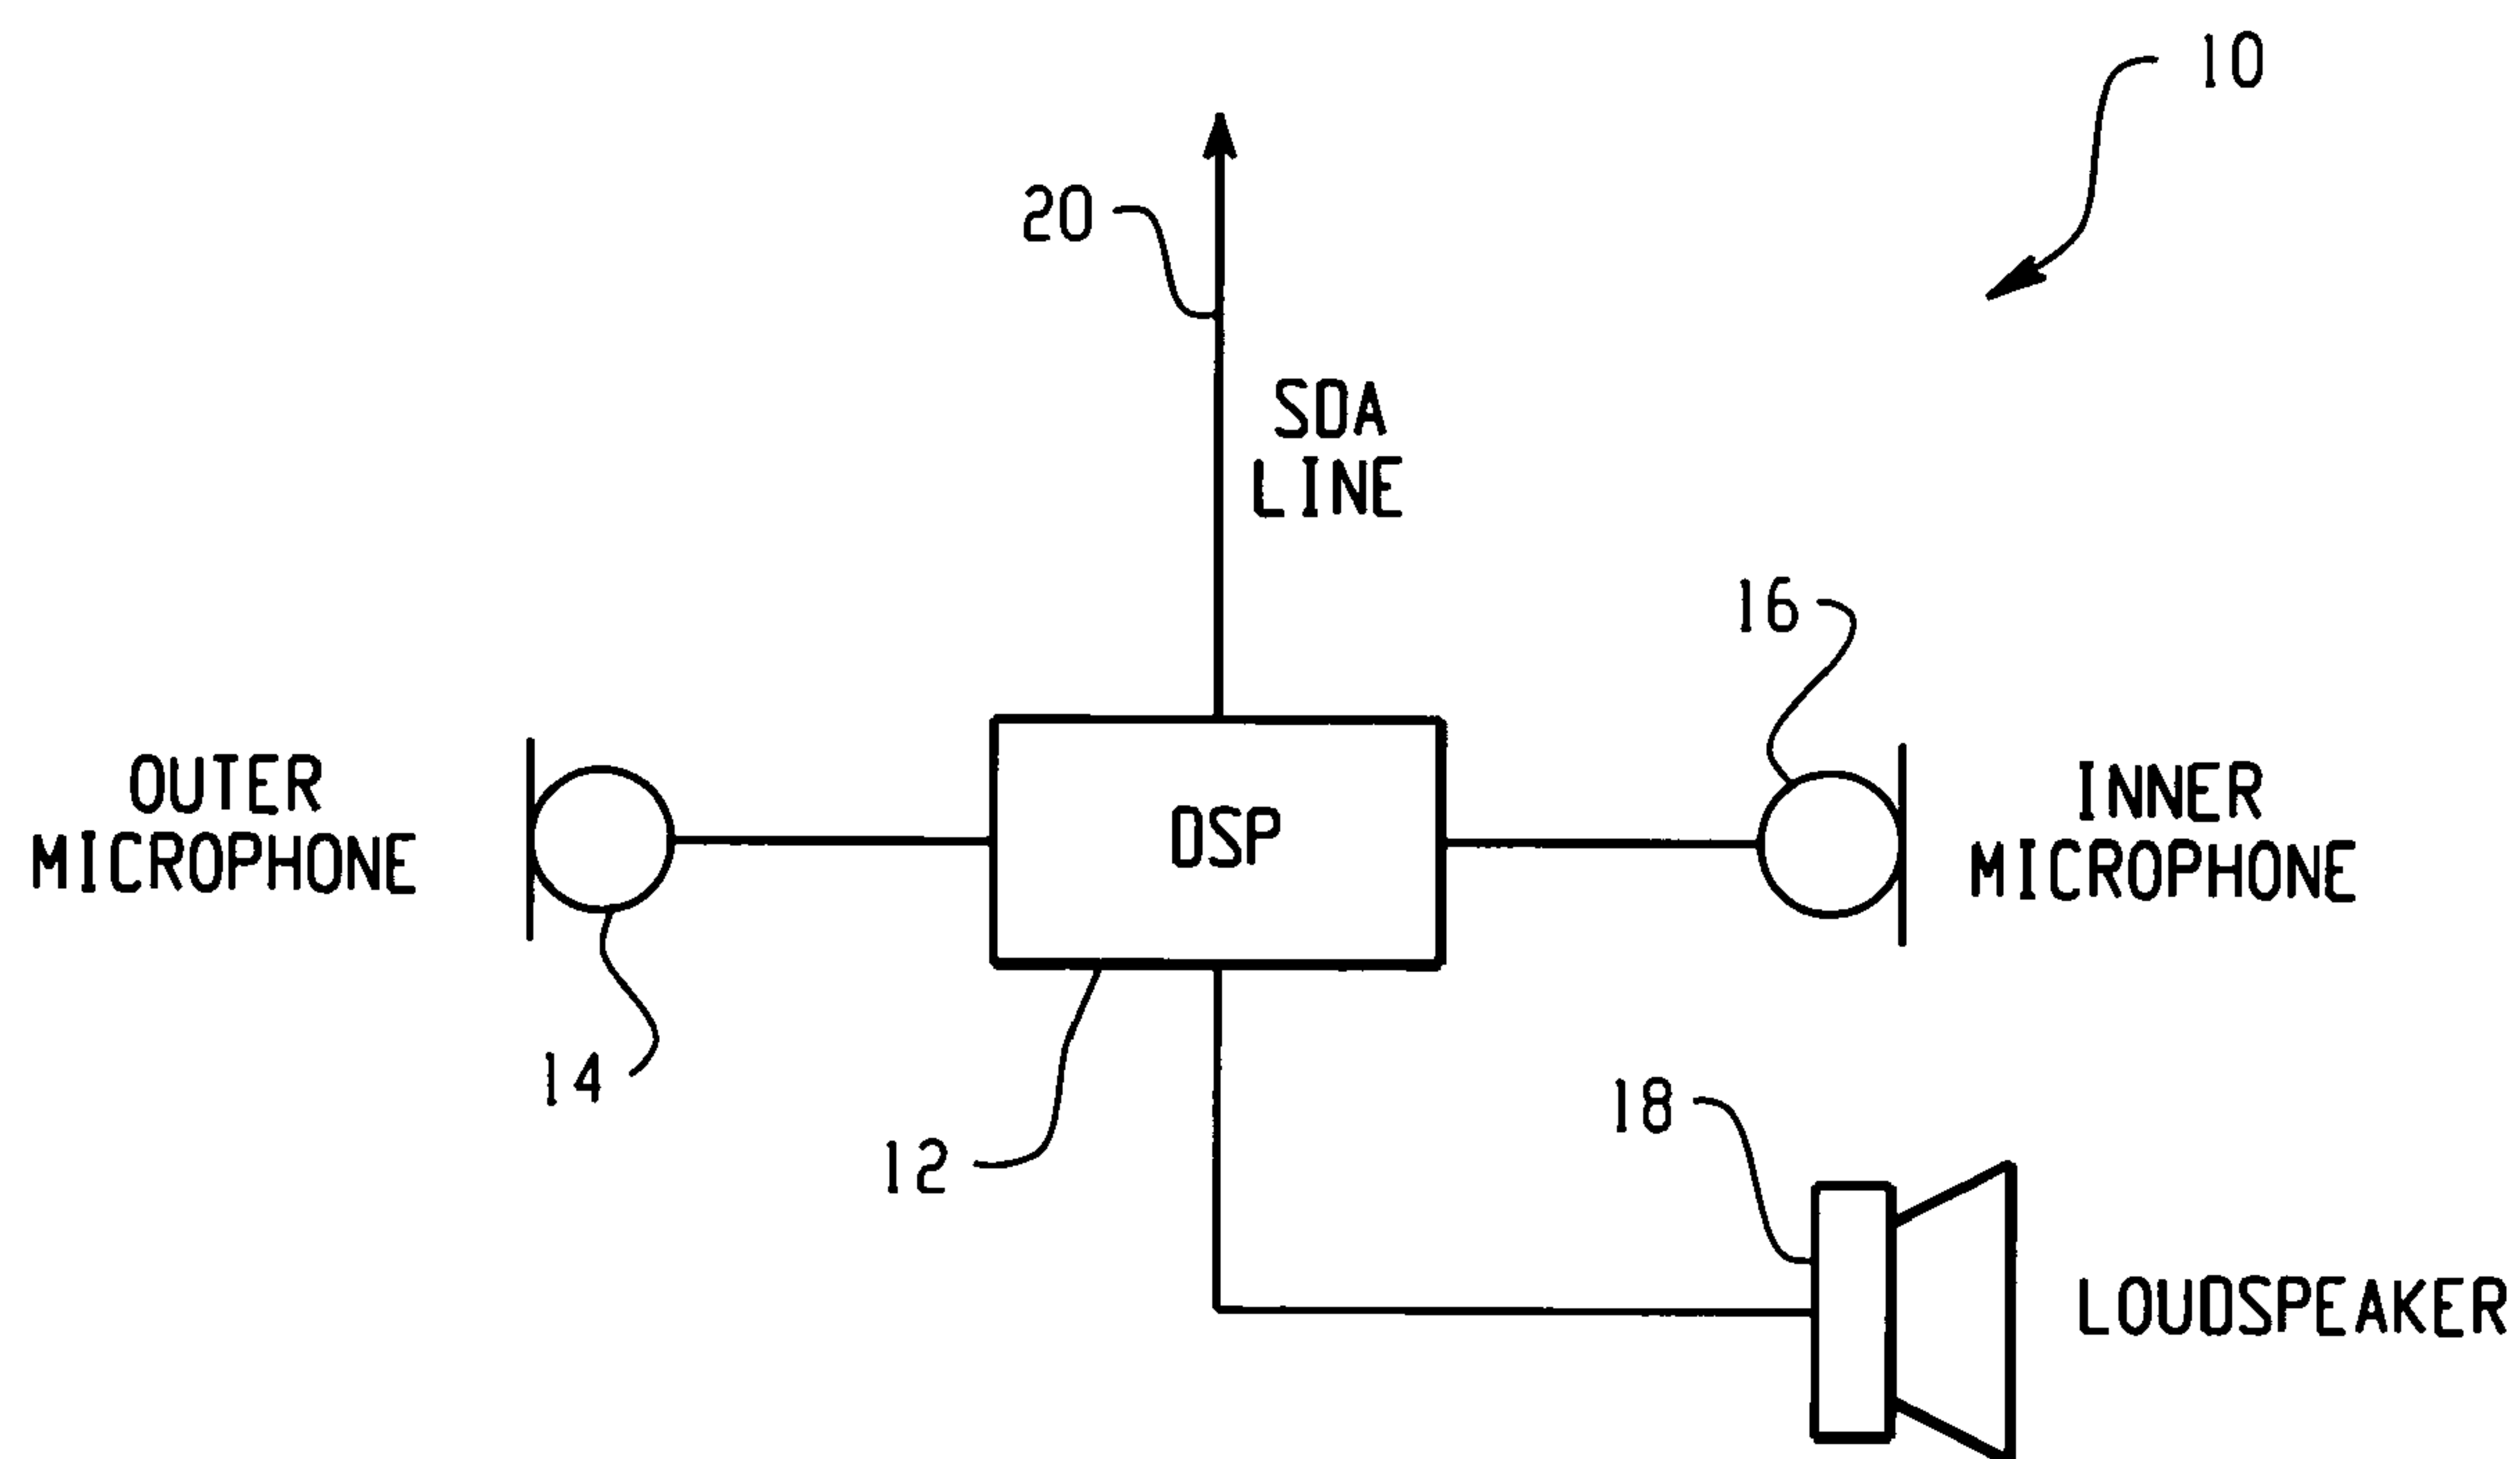 10
20
SDA
LINE
16
OUTER
MICROPHONE
DSP
INNER
MICROPHONE
14
12
18
LOUDSPEAKER